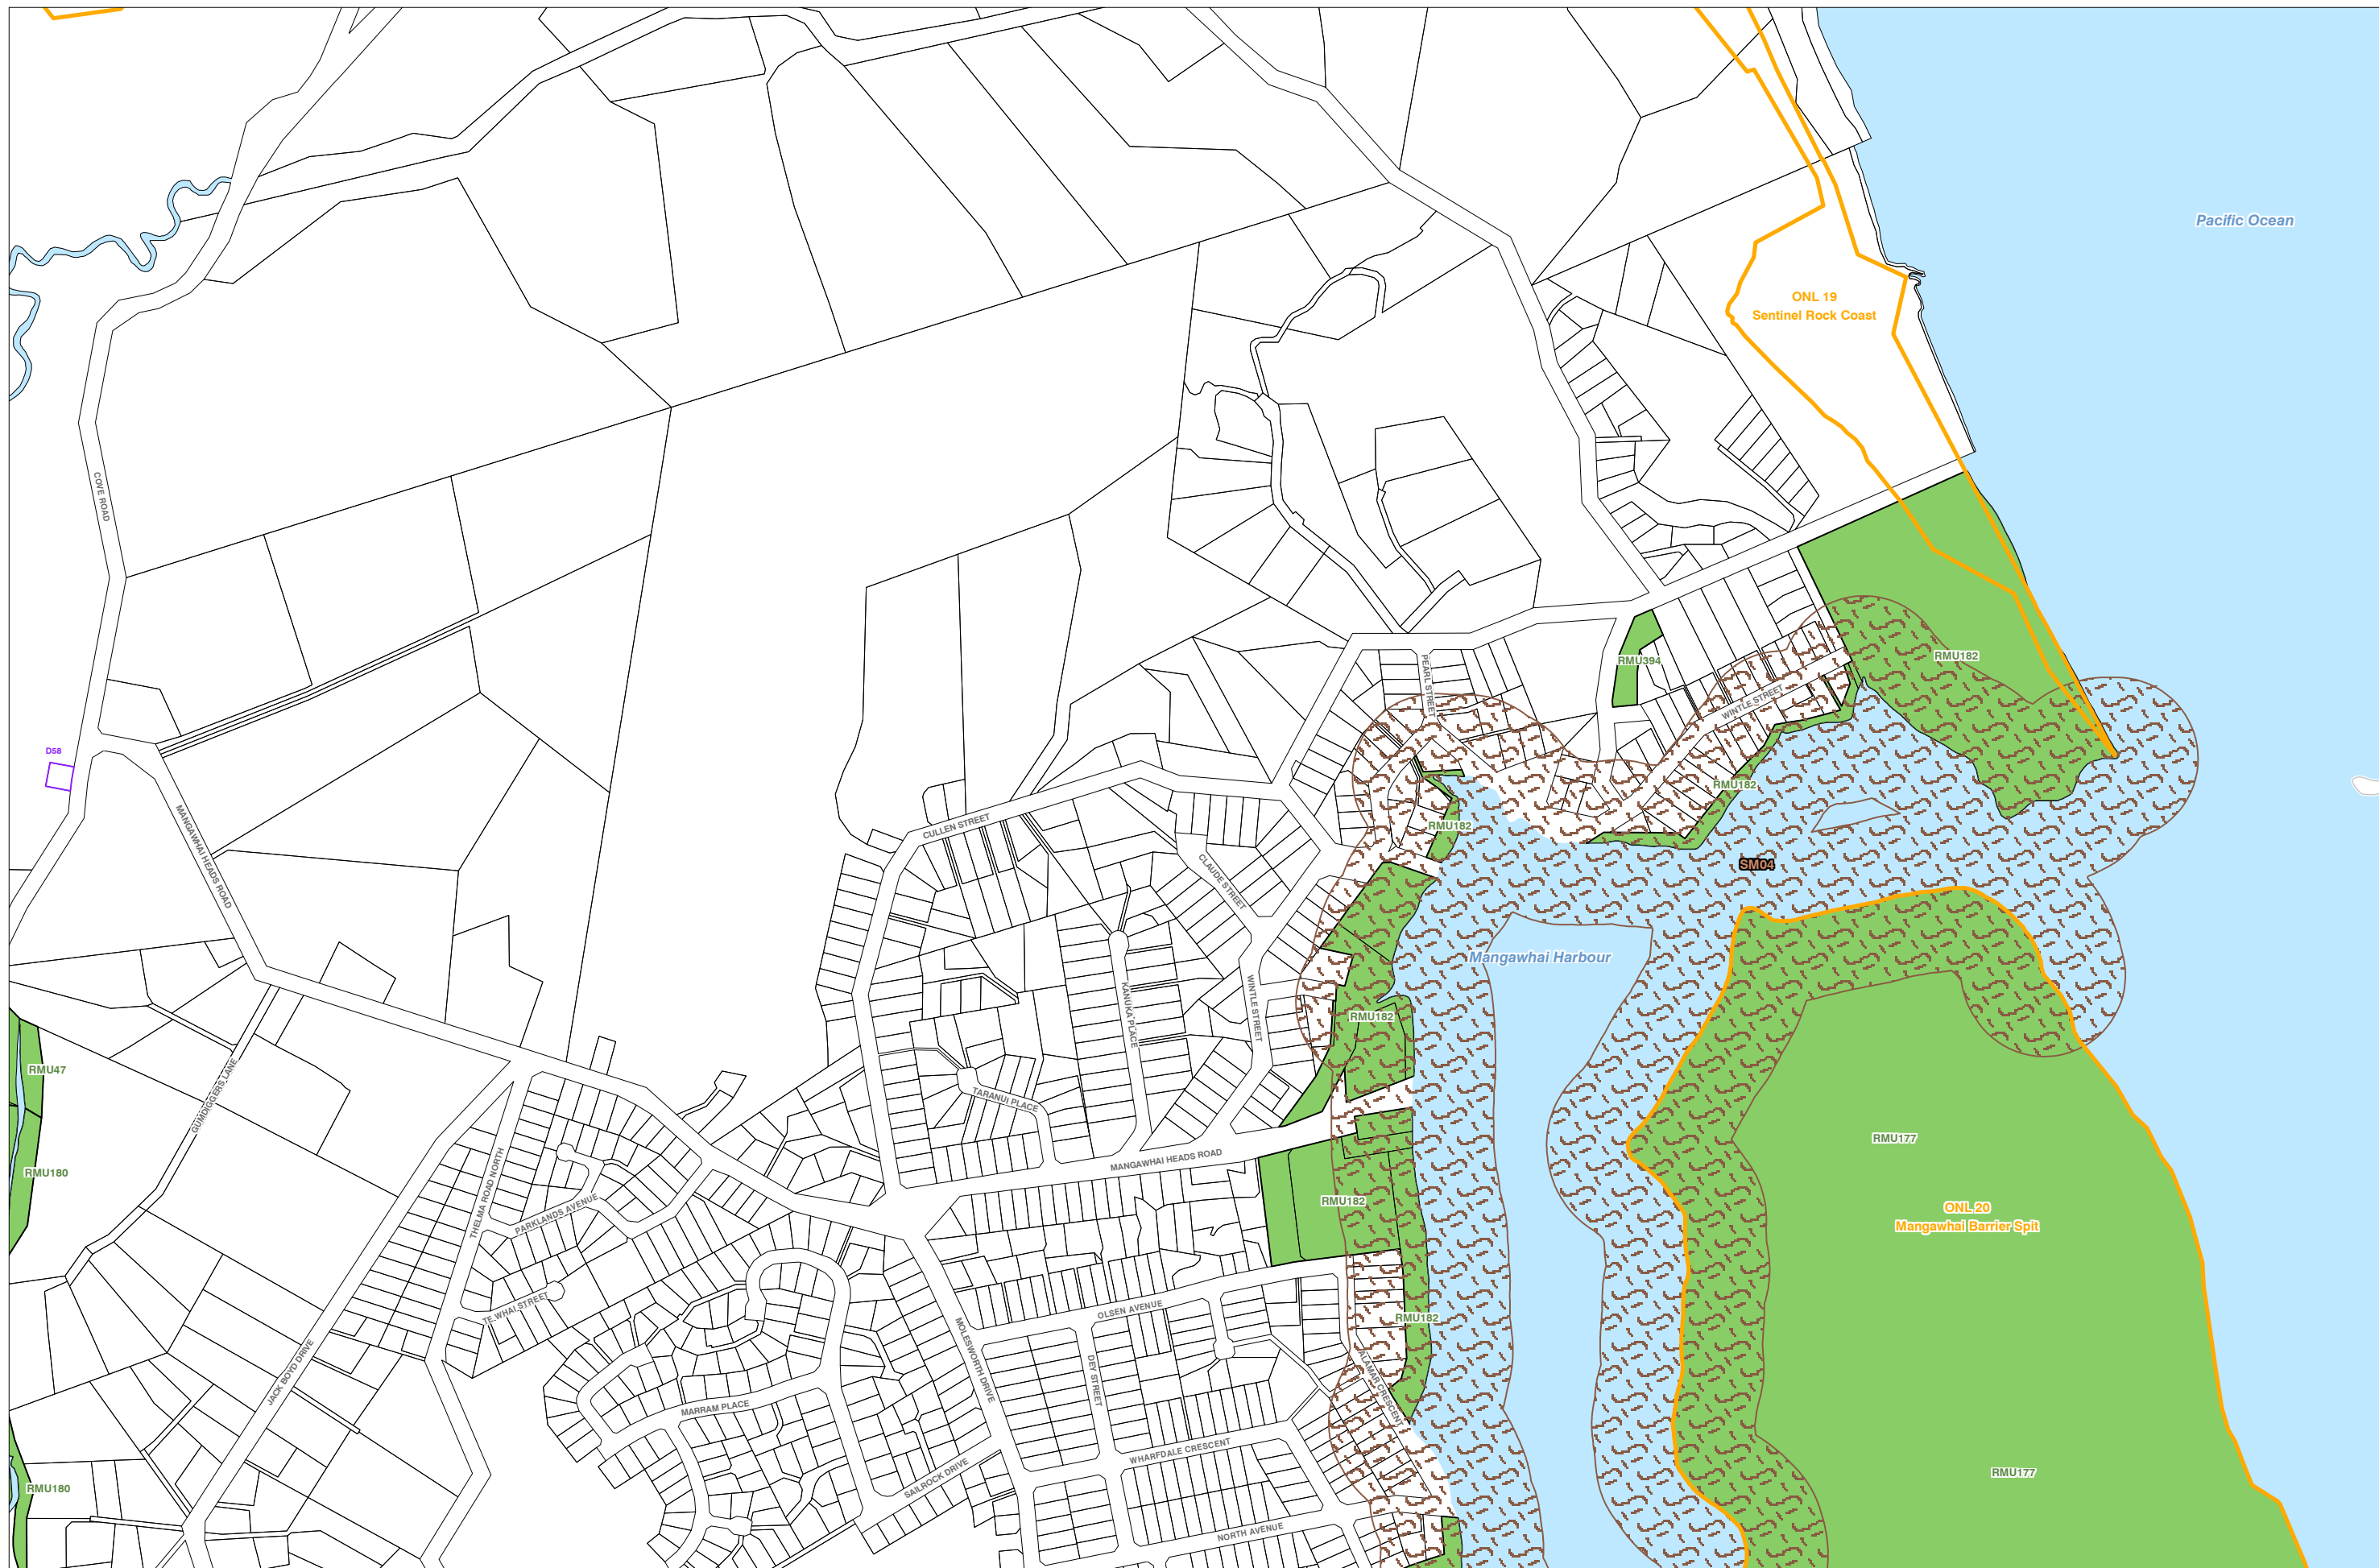 Pacific Ocean
ONL 19
Sentinel Rock Coast
COVE ROAD
RMU182
RMU394
PEARL STREET
WINTLE STREET
D58
RMU182
MANGAWHAI HEADS ROAD
CULLEN STREET
RMU182
SM04
CLAUDE STREET
Mangawhai Harbour
KANUKA PLACE
WINTLE STREET
RMU182
RMU47
GUMDIGGERS LANE
TARANUI PLACE
RMU177
MANGAWHAI HEADS ROAD
RMU180
THELMA ROAD NORTH
PARKLANDS AVENUE
RMU182
ONL 20
Mangawhai Barrier Spit
TE WHAI STREET
OLSEN AVENUE
RMU182
MOLESWORTH DRIVE
JACK BOYD DRIVE
DEY STREET
ALAMAR CRESCENT
MARRAM PLACE
WHARFDALE CRESCENT
SAILROCK DRIVE
RMU177
RMU180
NORTH AVENUE